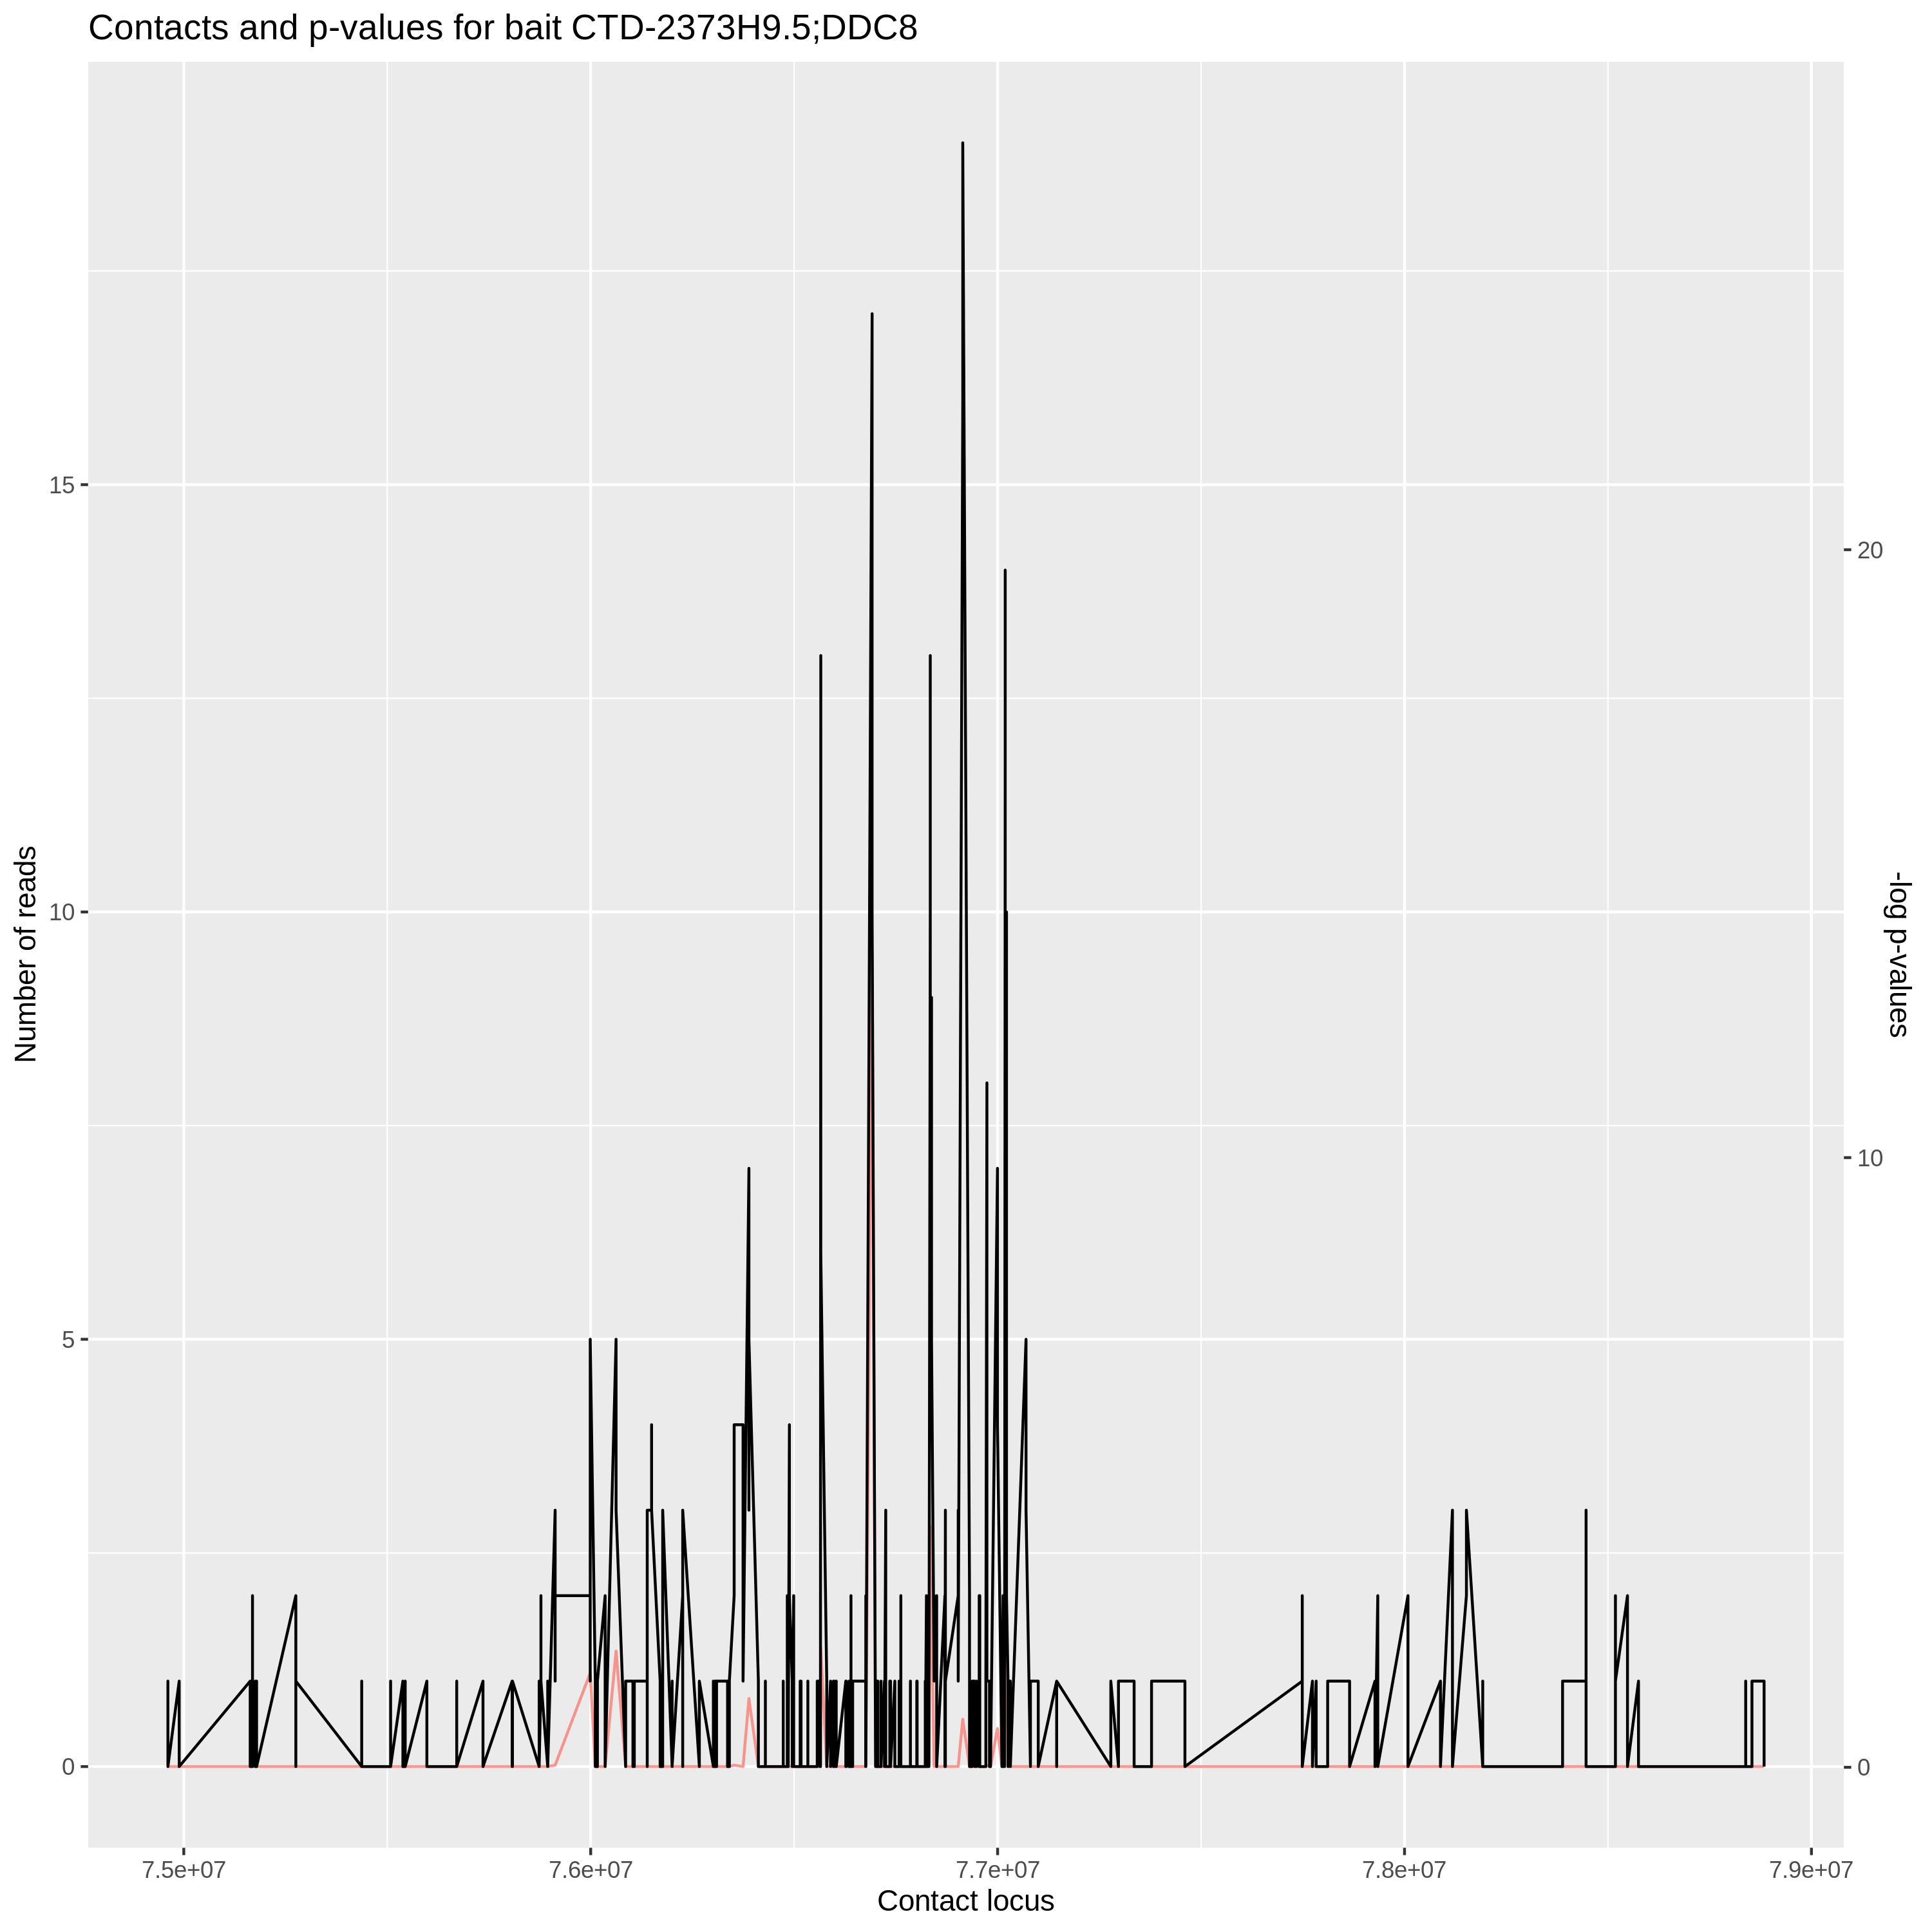 Contacts and p-values for bait CTD-2373H9.5;DDC8
Number of reads
15
10
5
0
20
10
0
-log p-values
7.5e+07 7.6e+07 7.7e+07 7.8e+07 7.9e+07
Contact locus